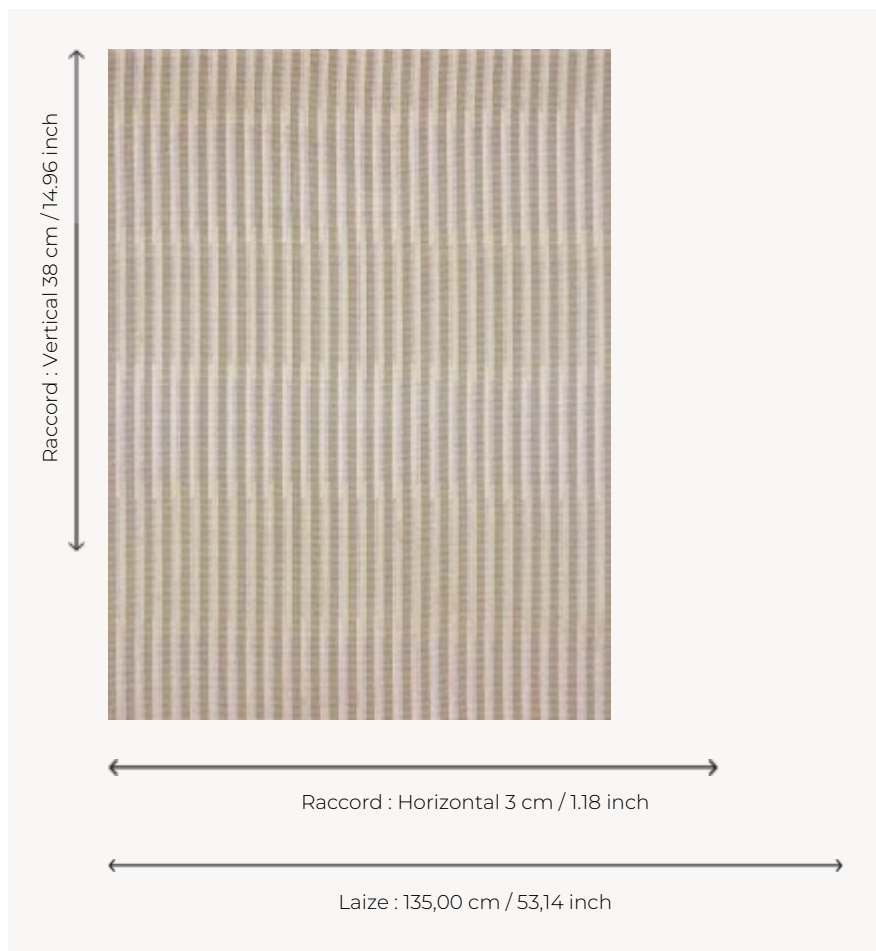 Raccord : Vertical 38 cm / 14.96 inch
Raccord : Horizontal 3 cm / 1.18 inch
Laize : 135,00 cm / 53,14 inch